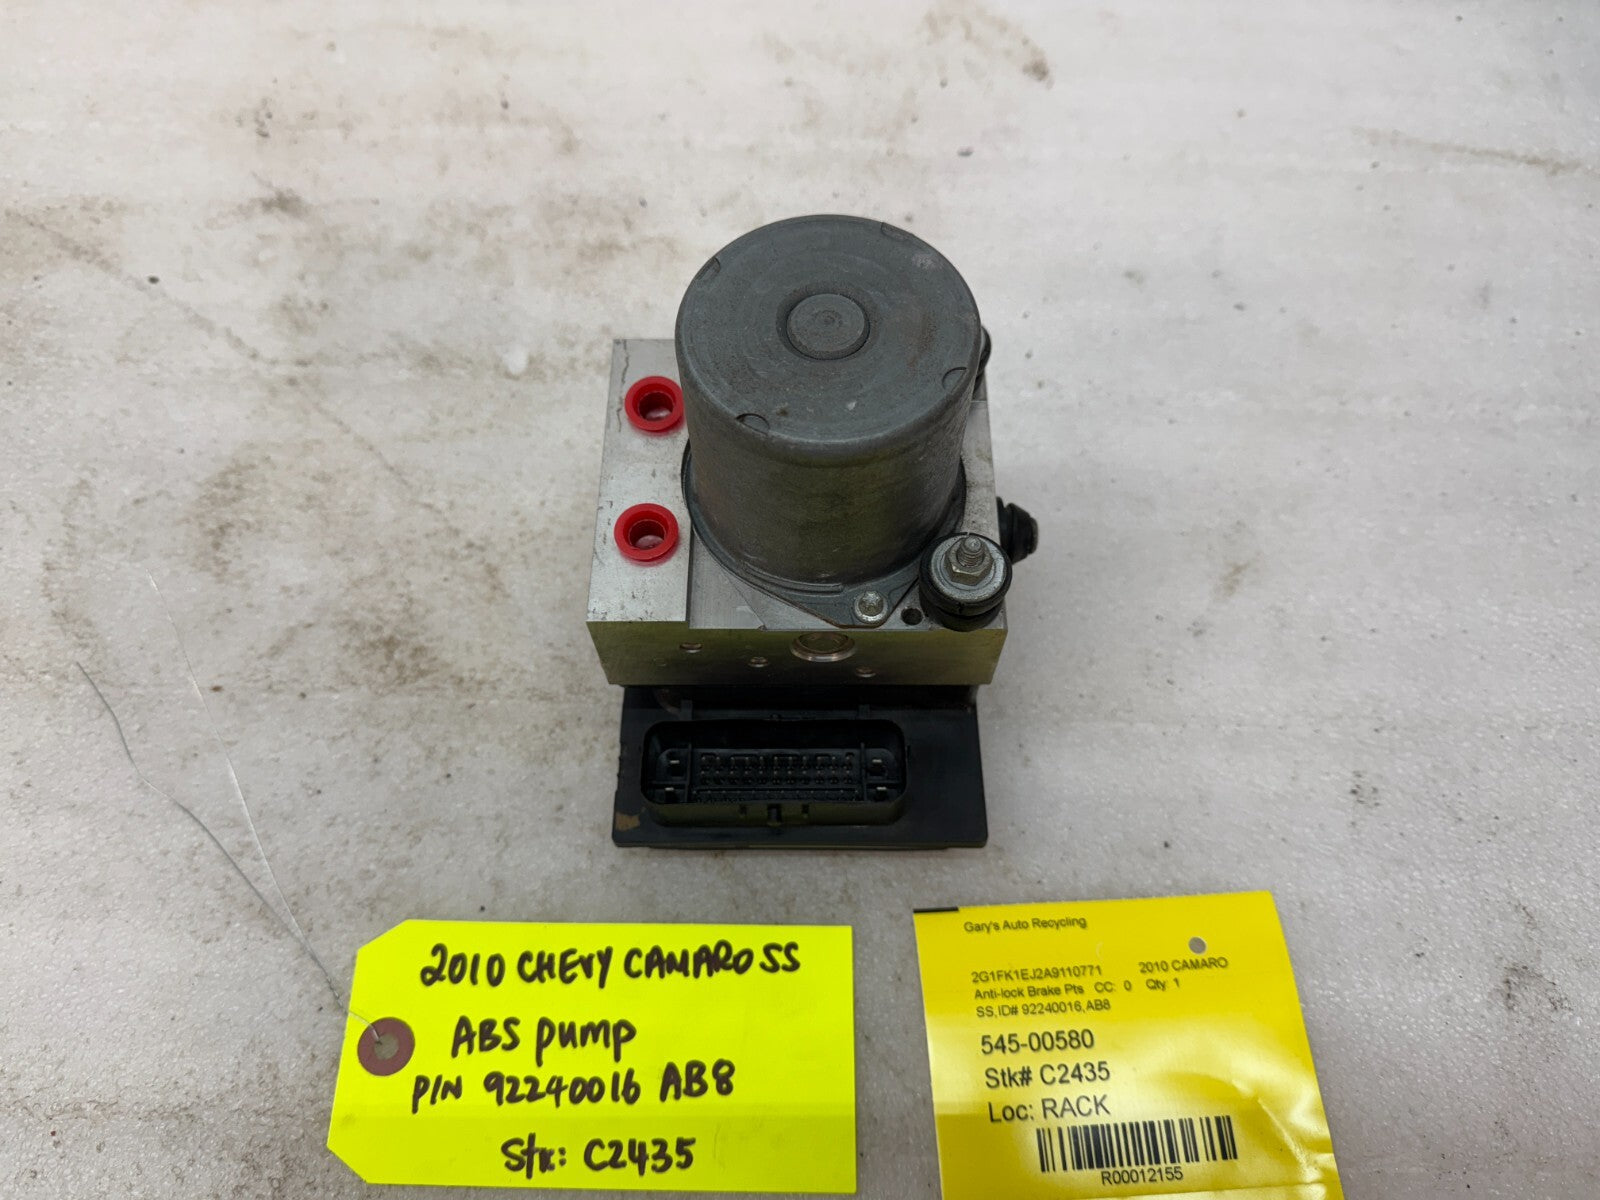 2010 CHEVY CAMARO SS
ABS pump
P/N 92240016 AB8
Stk: C2435
Gary's Auto Recycling
2G1FK1EJ2A9110771 2010 CAMARO
Anti-lock Brake Pts CC: 0 Qty: 1
SS,ID# 92240016,AB8
545-00580
Stk# C2435
Loc: RACK
R00012155